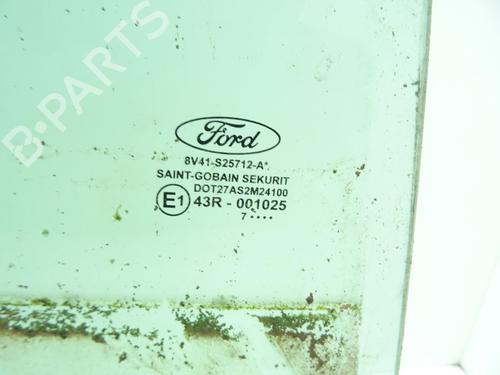 B-PARTS
Ford
8V41-S25712-A*
SAINT-GOBAIN SEKURIT
DOT27AS2M24100
E1 43R - 001025
7 ••••